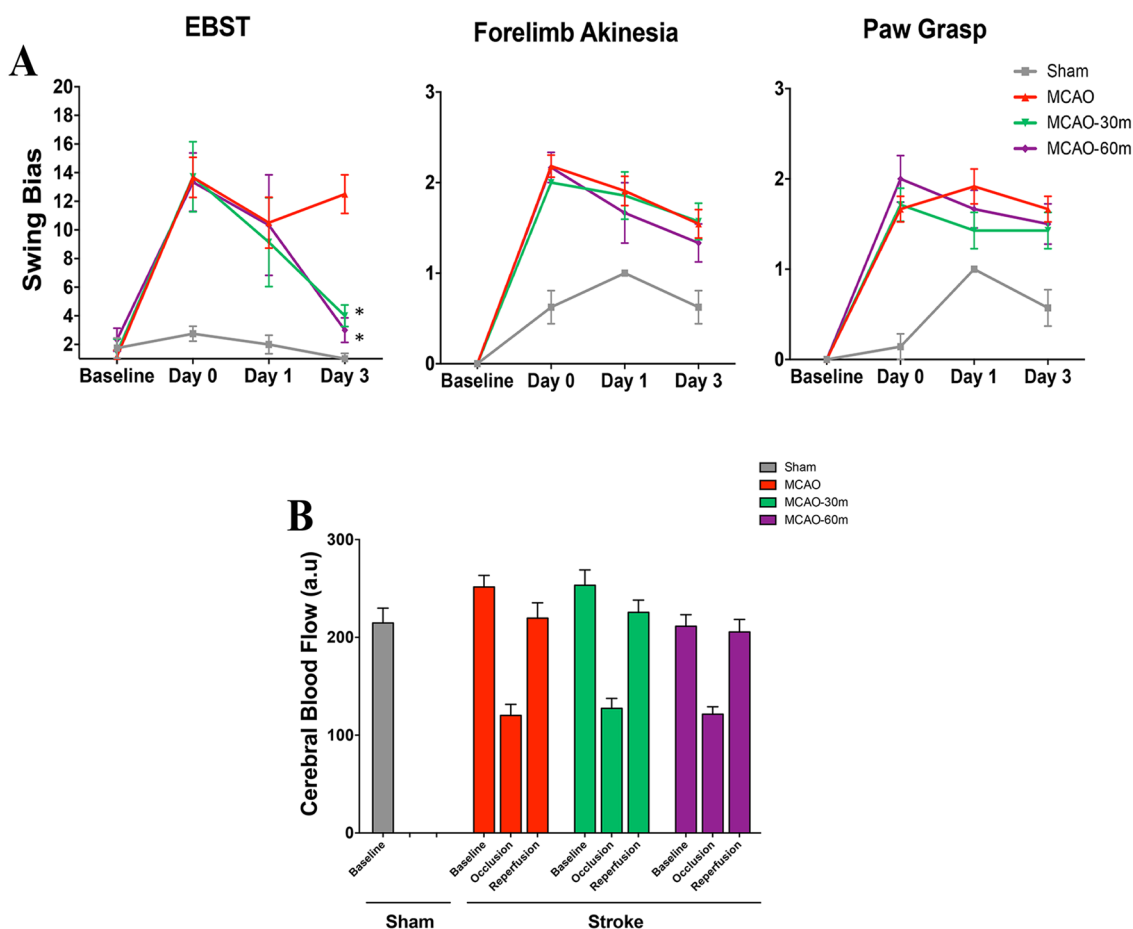 EBST
Forelimb Akinesia
Paw Grasp
A
Sham
MCAO
MCAO-30m
MCAO-60m
Swing Bias
20
18
16
14
12
10
8
6
4
2
*
*
Baseline Day 0 Day 1 Day 3
3
2
1
0
Baseline Day 0 Day 1 Day 3
3
2
1
0
Baseline Day 0 Day 1 Day 3
B
Sham
MCAO
MCAO-30m
MCAO-60m
Cerebral Blood Flow (a.u)
300
200
100
0
Baseline
Baseline
Occlusion
Reperfusion
Baseline
Occlusion
Reperfusion
Baseline
Occlusion
Reperfusion
Sham
Stroke